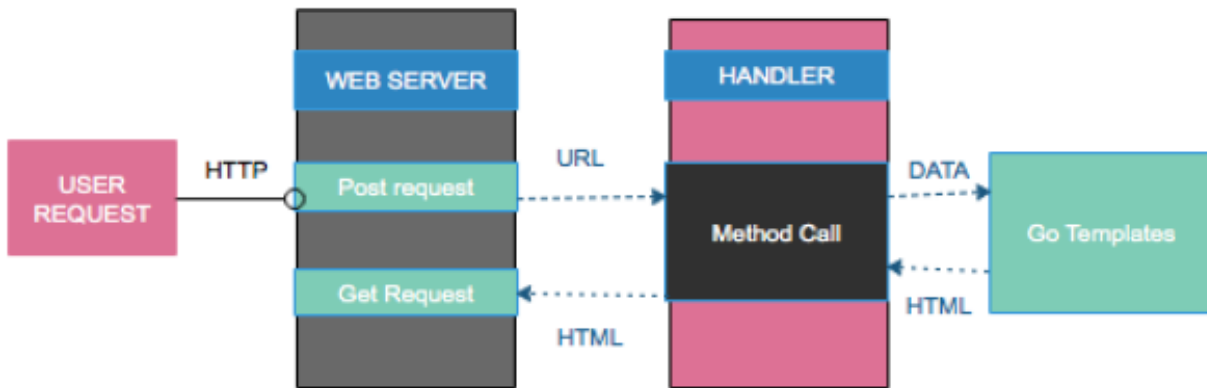 WEB SERVER
HANDLER
HTTP
URL
DATA
USER
REQUEST
Post request
Method Call
Go Templates
Get Request
HTML
HTML